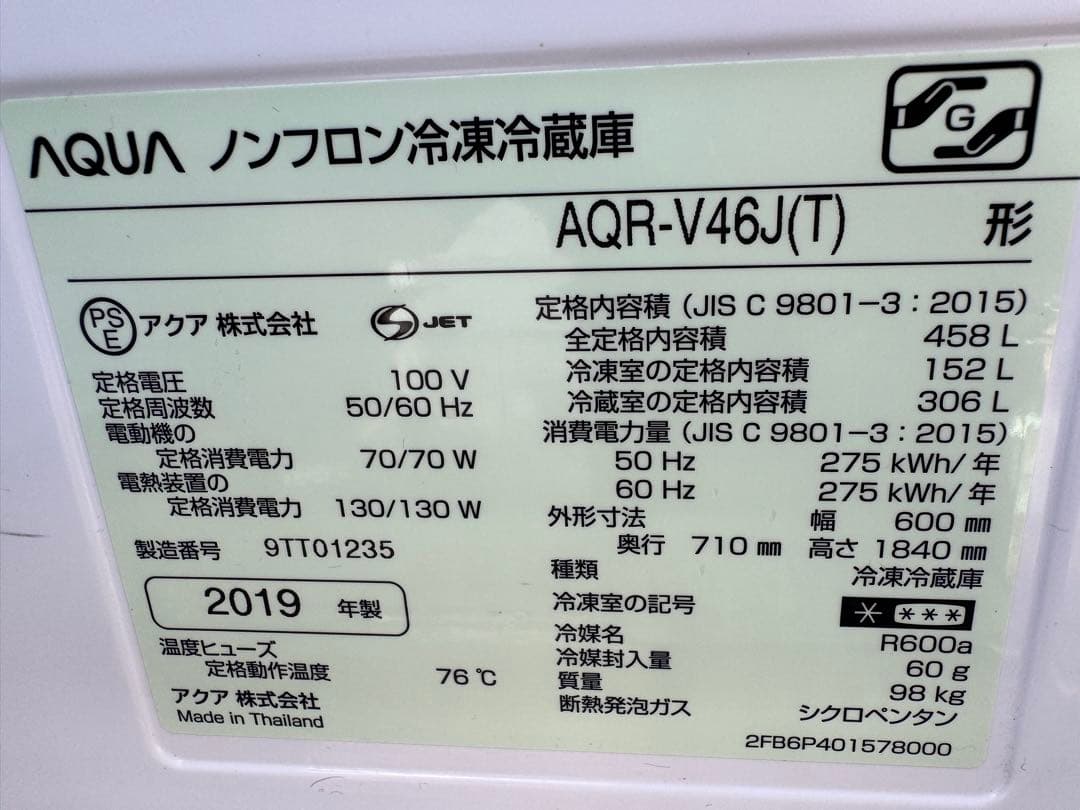 AQUA ノンフロン冷凍冷蔵庫
G
AQR-V46J(T) 形
PSE アクア 株式会社 S JET
定格電圧 100 V
定格周波数 50/60 Hz
電動機の
定格消費電力 70/70 W
電熱装置の
定格消費電力 130/130 W
製造番号 9TT01235
2019 年製
温度ヒューズ
定格動作温度 76 ℃
アクア 株式会社
Made in Thailand
定格内容積 (JIS C 9801-3 : 2015)
全定格内容積 458 L
冷凍室の定格内容積 152 L
冷蔵室の定格内容積 306 L
消費電力量 (JIS C 9801-3 : 2015)
50 Hz 275 kWh/年
60 Hz 275 kWh/年
外形寸法 幅 600 ㎜
奥行 710 ㎜ 高さ 1840 ㎜
種類 冷凍冷蔵庫
冷凍室の記号 * ***
冷媒名 R600a
冷媒封入量 60 g
質量 98 kg
断熱発泡ガス シクロペンタン
2FB6P401578000